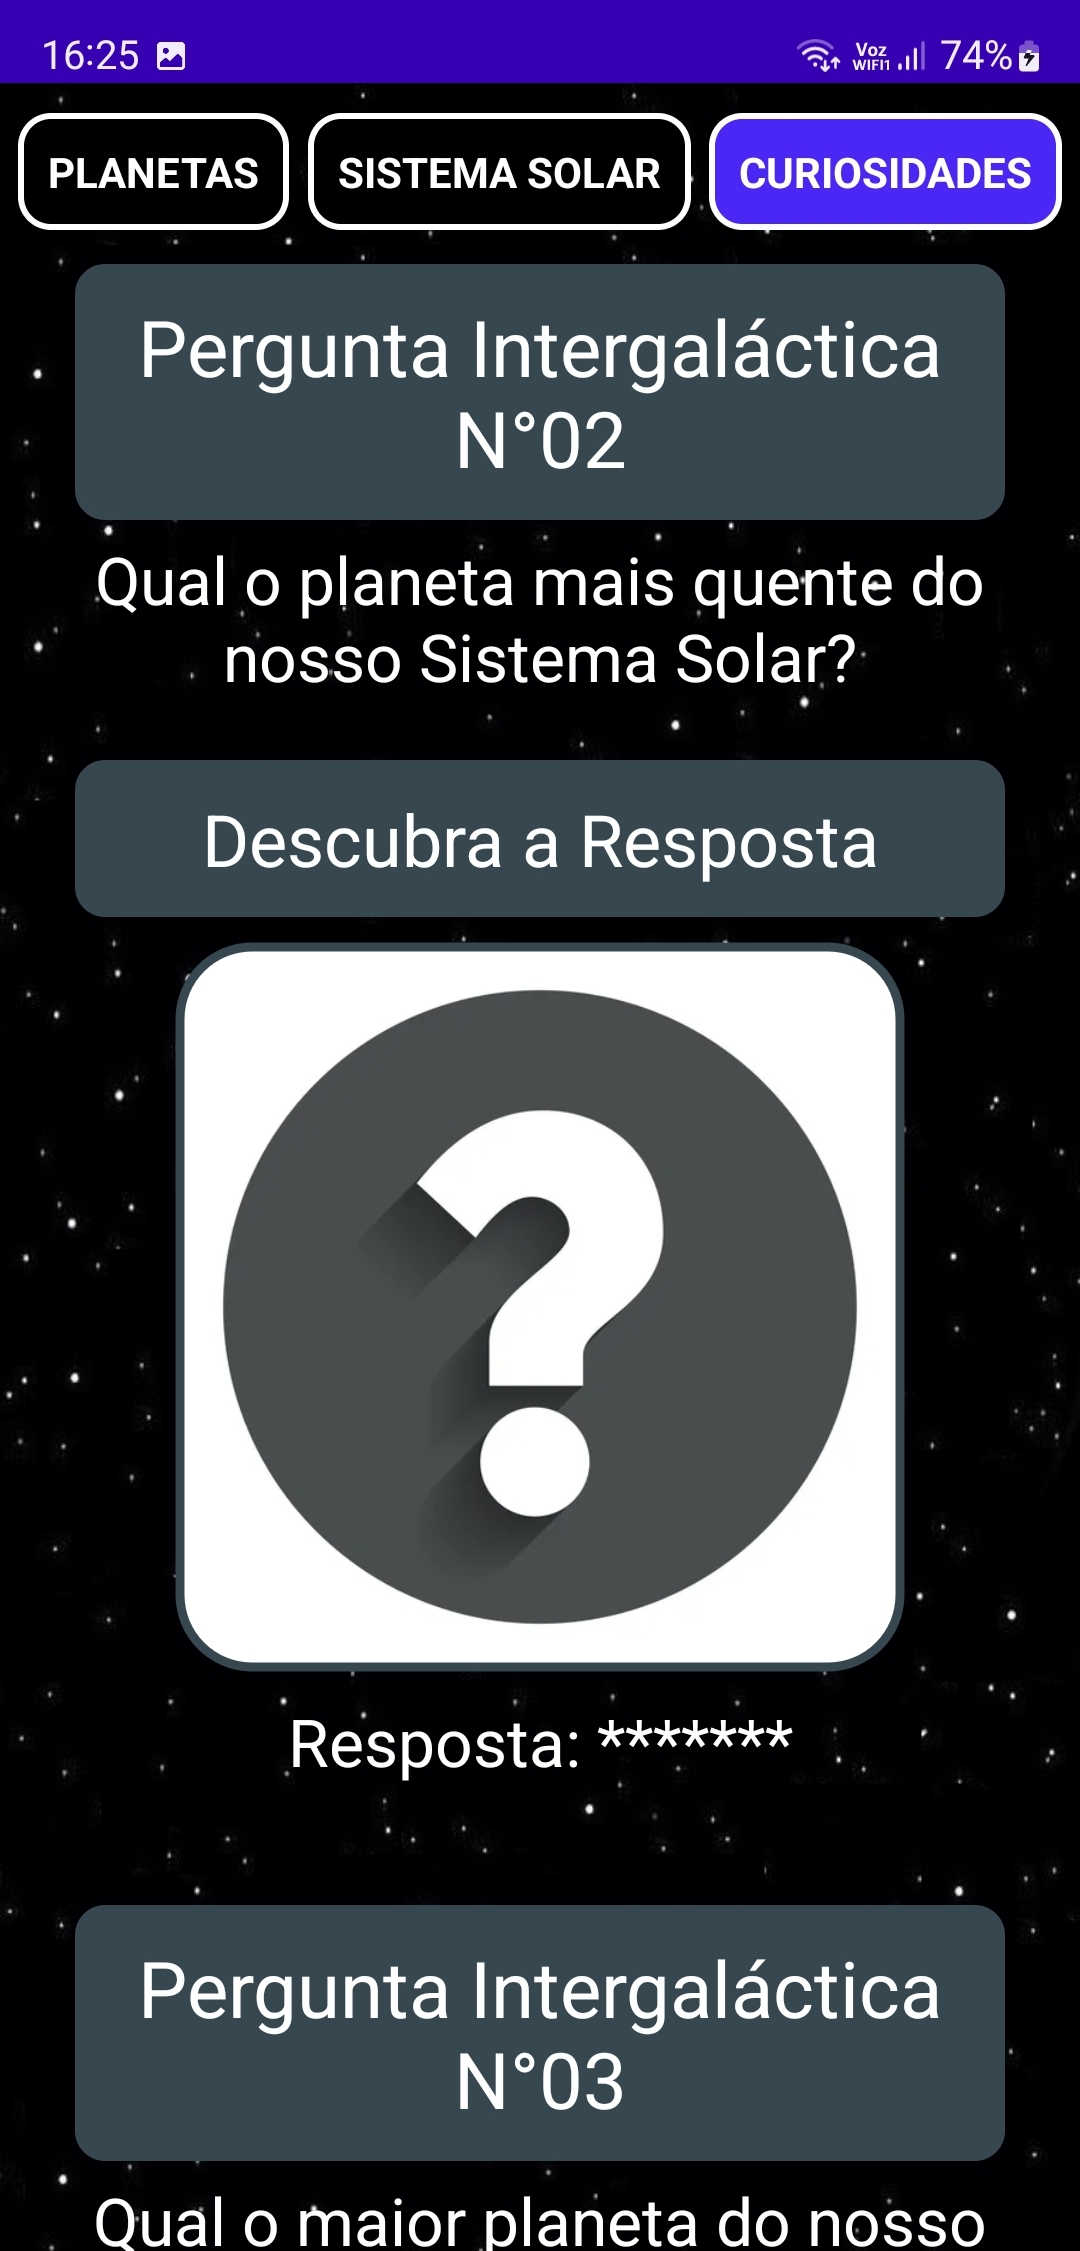 16:25 Voz WIFI1 74%
PLANETAS SISTEMA SOLAR CURIOSIDADES
Pergunta Intergaláctica
N°02
Qual o planeta mais quente do
nosso Sistema Solar?
Descubra a Resposta
?
Resposta: *******
Pergunta Intergaláctica
N°03
Qual o maior planeta do nosso